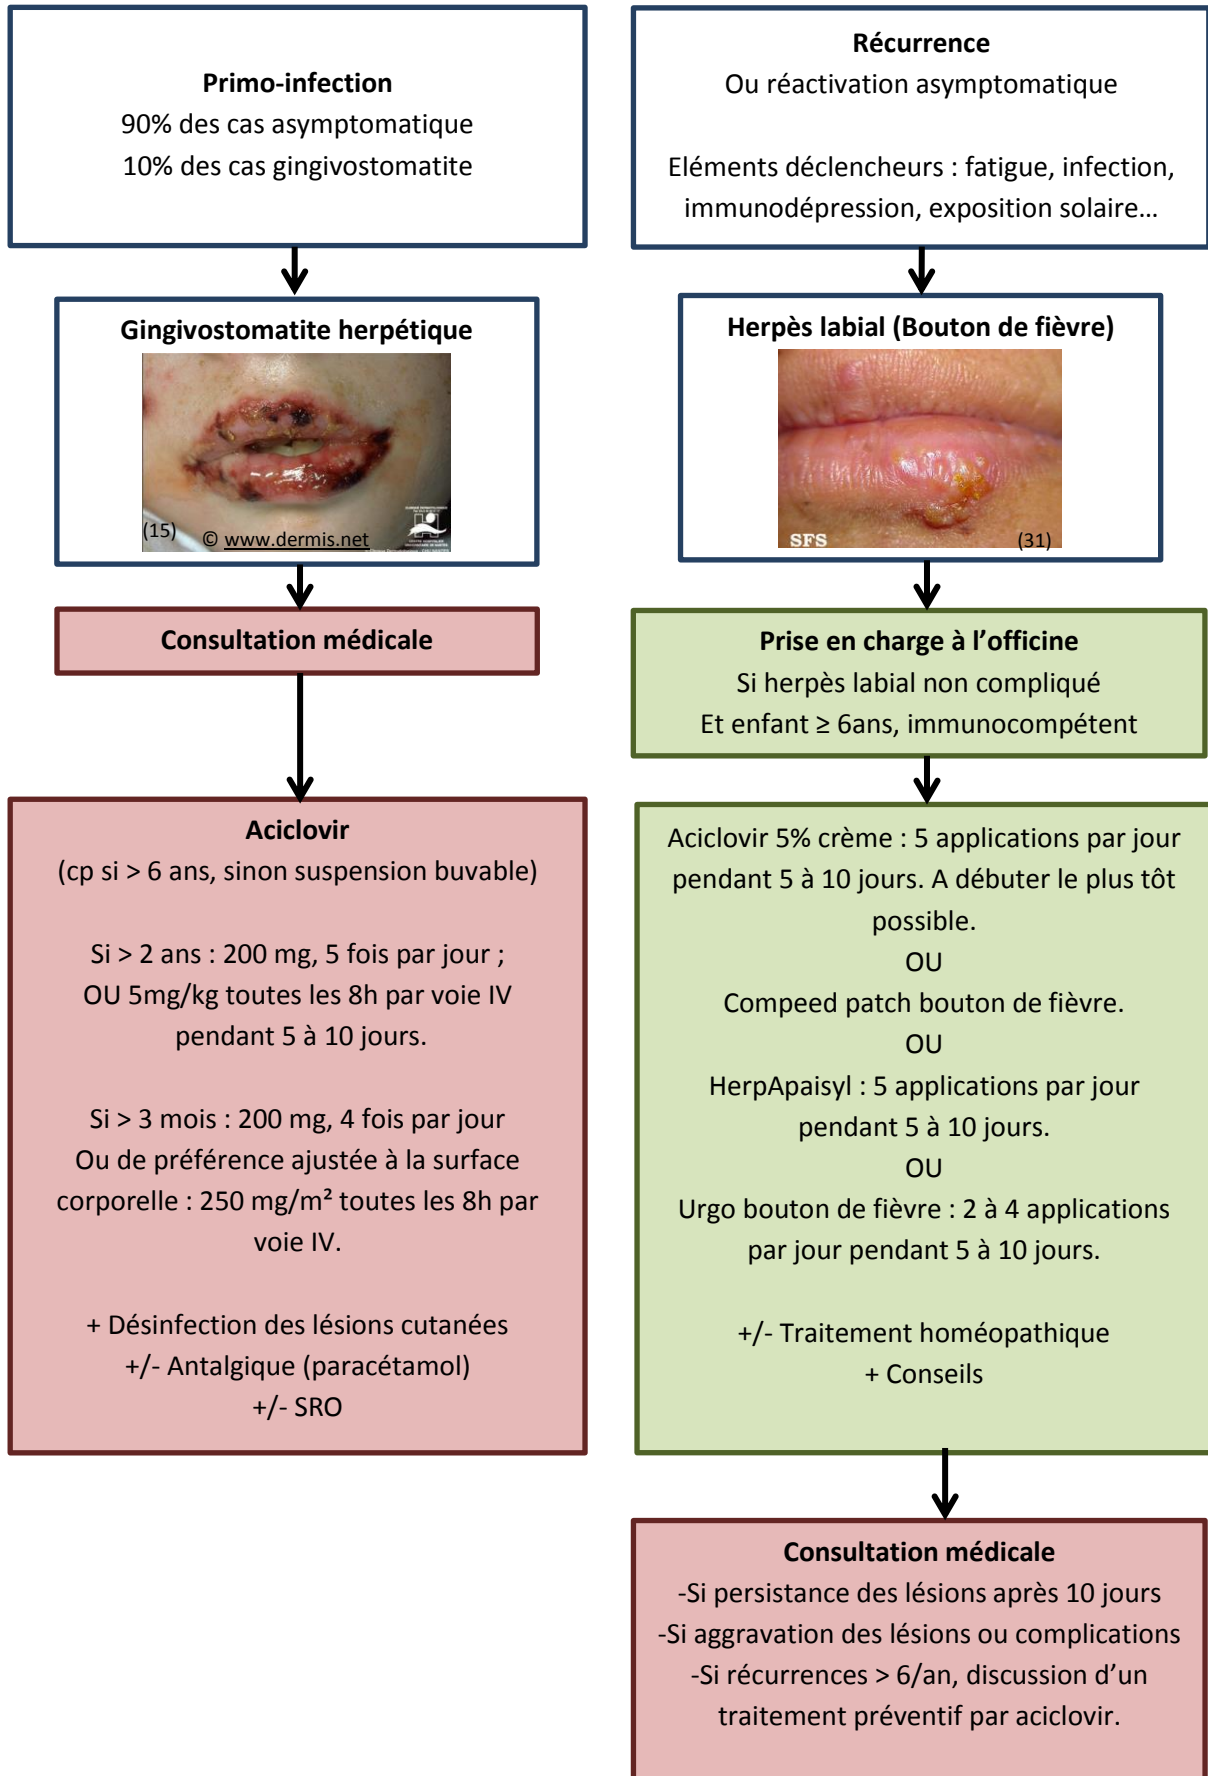 Primo-infection
90% des cas asymptomatique
10% des cas gingivostomatite
Gingivostomatite herpétique
(15)
© www.dermis.net
Consultation médicale
Aciclovir
(cp si > 6 ans, sinon suspension buvable)
Si > 2 ans : 200 mg, 5 fois par jour ;
OU 5mg/kg toutes les 8h par voie IV
pendant 5 à 10 jours.
Si > 3 mois : 200 mg, 4 fois par jour
Ou de préférence ajustée à la surface
corporelle : 250 mg/m² toutes les 8h par
voie IV.
+ Désinfection des lésions cutanées
+/- Antalgique (paracétamol)
+/- SRO
Récurrence
Ou réactivation asymptomatique
Eléments déclencheurs : fatigue, infection,
immunodépression, exposition solaire...
Herpès labial (Bouton de fièvre)
SFS
(31)
Prise en charge à l’officine
Si herpès labial non compliqué
Et enfant ≥ 6ans, immunocompétent
Aciclovir 5% crème : 5 applications par jour
pendant 5 à 10 jours. A débuter le plus tôt
possible.
OU
Compeed patch bouton de fièvre.
OU
HerpApaisyl : 5 applications par jour
pendant 5 à 10 jours.
OU
Urgo bouton de fièvre : 2 à 4 applications
par jour pendant 5 à 10 jours.
+/- Traitement homéopathique
+ Conseils
Consultation médicale
-Si persistance des lésions après 10 jours
-Si aggravation des lésions ou complications
-Si récurrences > 6/an, discussion d’un
traitement préventif par aciclovir.